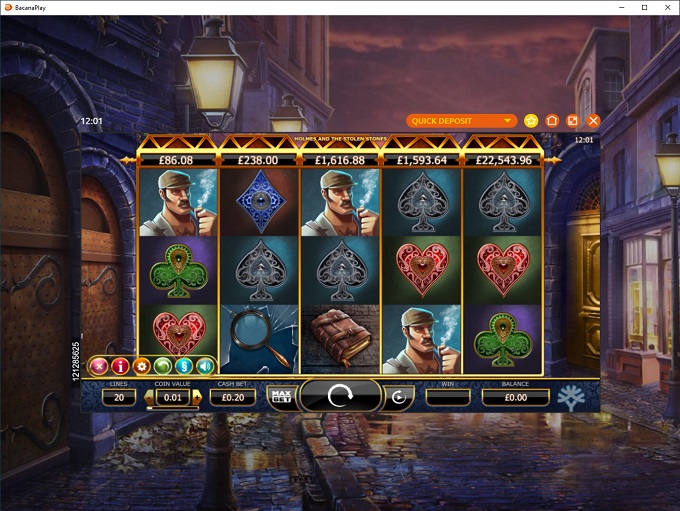 BacanaPlay
12:01
QUICK DEPOSIT
HOLMES AND THE STOLEN STONES
12:01
£86.08
£238.00
£1,616.88
£1,593.64
£22,543.96
121285625
LINES
COIN VALUE
CASH BET
WIN
BALANCE
20
0.01
£0.20
MAX
BET
£0.00